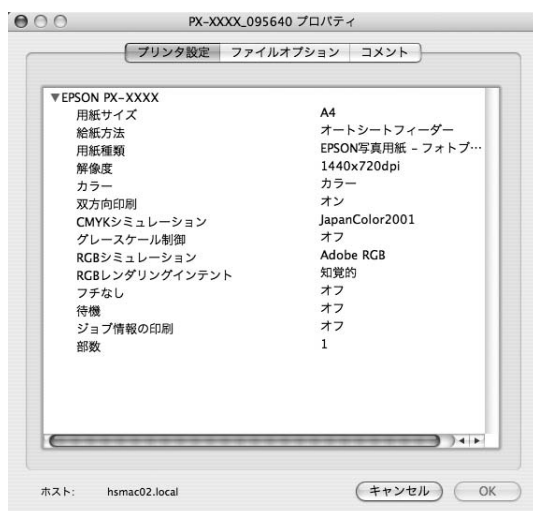 PX-XXXX_095640 プロパティ
プリンタ設定 ファイルオプション コメント
▼EPSON PX-XXXX
用紙サイズ A4
給紙方法 オートシートフィーダー
用紙種類 EPSON写真用紙 - フォトブ…
解像度 1440x720dpi
カラー カラー
双方向印刷 オン
CMYKシミュレーション JapanColor2001
グレースケール制御 オフ
RGBシミュレーション Adobe RGB
RGBレンダリングインテント 知覚的
フチなし オフ
待機 オフ
ジョブ情報の印刷 オフ
部数 1
ホスト: hsmac02.local キャンセル OK